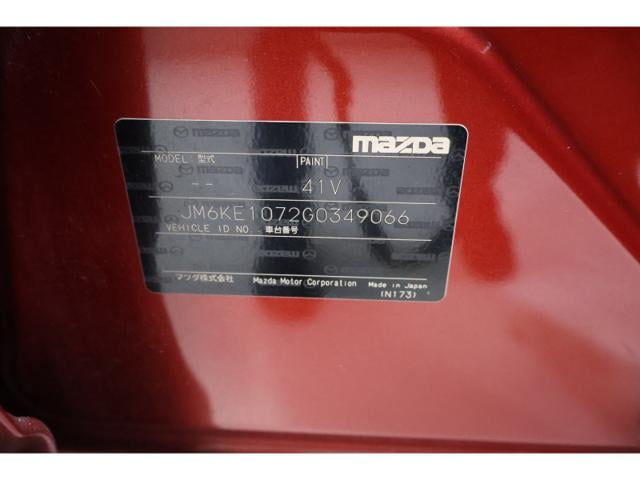 mazda
MODEL: 型式 PAINT
-- 41V
JM6KE1072G0349066
VEHICLE ID NO. 車台番号
マツダ株式会社 Mazda Motor Corporation Made in Japan
(N173)